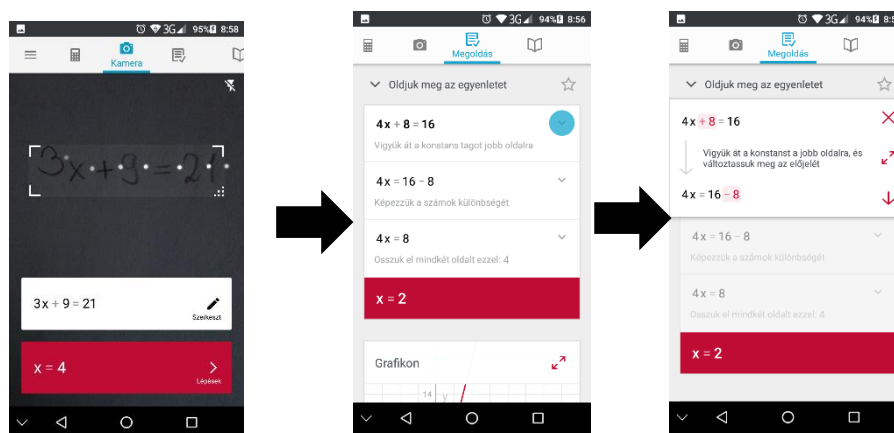 95% 8:58
3G
Kamera
3x+9=21
3x + 9 = 21
Szerkeszt
x = 4
Lépések
3G 94% 8:56
Megoldás
Oldjuk meg az egyenletet
4x + 8 = 16
Vigyük át a konstans tagot jobb oldalra
4x = 16 − 8
Képezzük a számok különbségét
4x = 8
Osszuk el mindkét oldalt ezzel: 4
x = 2
Grafikon
14 y
3G 94%
Megoldás
Oldjuk meg az egyenletet
4x + 8 = 16
Vigyük át a konstanst a jobb oldalra, és
változtassuk meg az előjelét
4x = 16 − 8
4x = 16 − 8
Képezzük a számok különbségét
4x = 8
Osszuk el mindkét oldalt ezzel: 4
x = 2